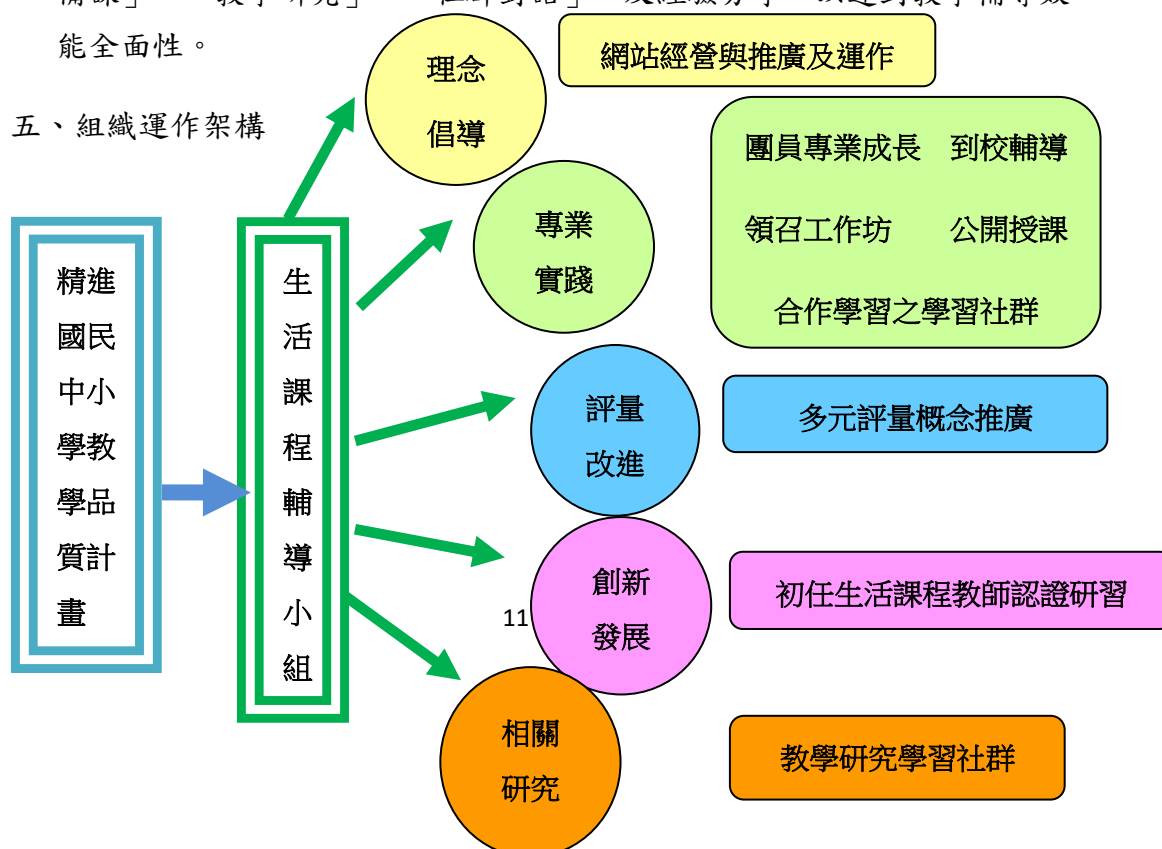 能全面性。
五、組織運作架構
精進
國民
中小
學教
學品
質計
畫
生
活
課
程
輔
導
小
組
理念
倡導
網站經營與推廣及運作
專業
實踐
團員專業成長 到校輔導
領召工作坊 公開授課
合作學習之學習社群
評量
改進
多元評量概念推廣
創新
發展
初任生活課程教師認證研習
11
相關
研究
教學研究學習社群